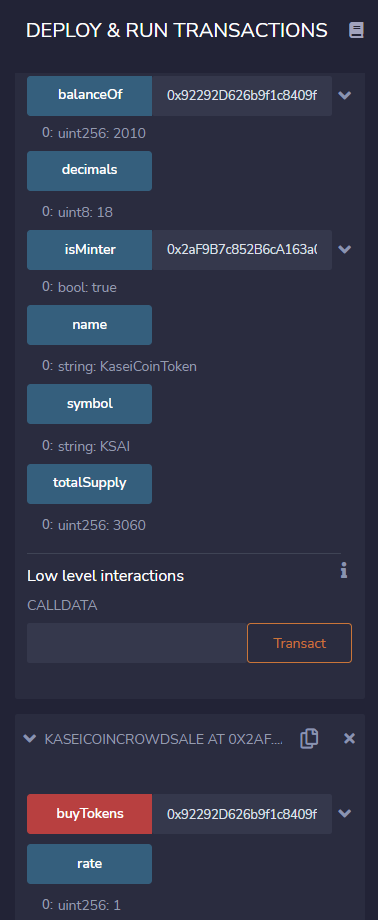 DEPLOY & RUN TRANSACTIONS
balanceOf 0x92292D626b9f1c8409f
0: uint256: 2010
decimals
0: uint8: 18
isMinter 0x2aF9B7c852B6cA163a0
0: bool: true
name
0: string: KaseiCoinToken
symbol
0: string: KSAI
totalSupply
0: uint256: 3060
Low level interactions
CALLDATA
Transact
KASEICOINCROWDSALE AT 0X2AF....
buyTokens 0x92292D626b9f1c8409f
rate
0: uint256: 1